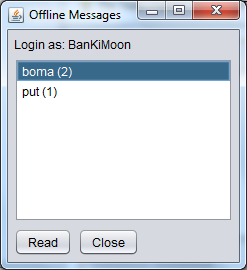 Offline Messages
Login as: BanKiMoon
boma (2)
put (1)
Read Close